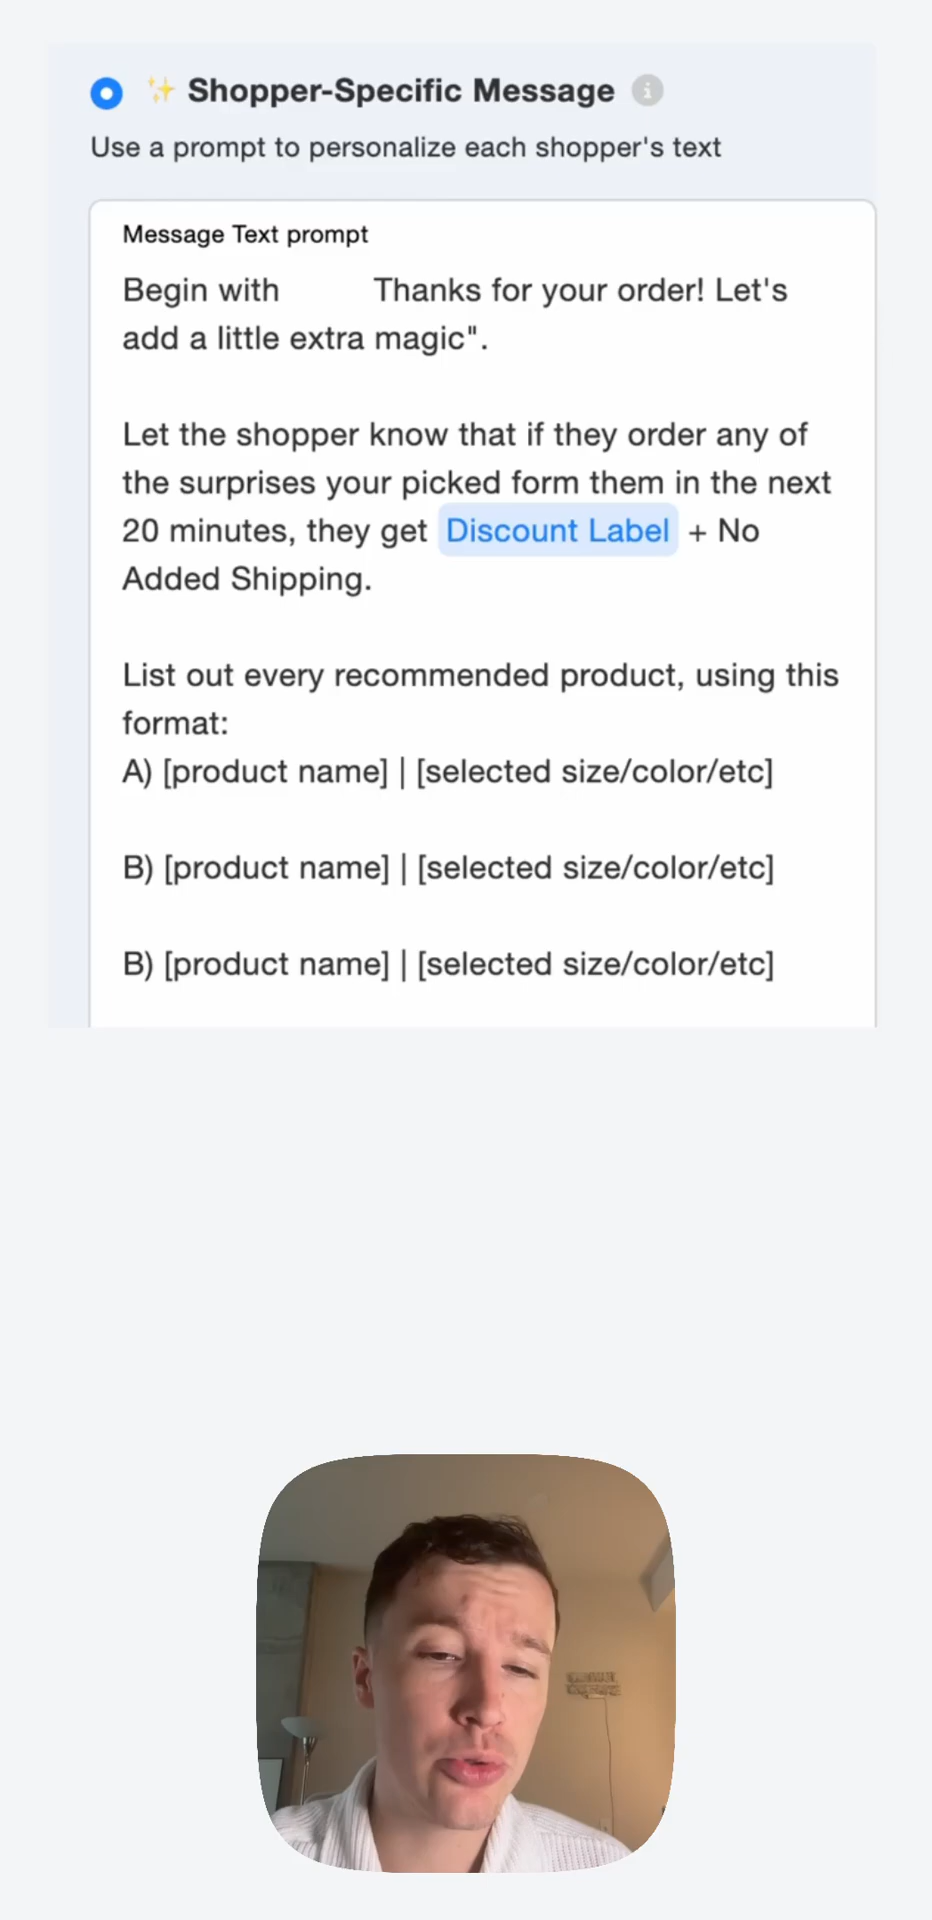 ✨ Shopper-Specific Message
Use a prompt to personalize each shopper's text
Message Text prompt
Begin with Thanks for your order! Let's
add a little extra magic".
Let the shopper know that if they order any of
the surprises your picked form them in the next
20 minutes, they get Discount Label + No
Added Shipping.
List out every recommended product, using this
format:
A) [product name] | [selected size/color/etc]
B) [product name] | [selected size/color/etc]
B) [product name] | [selected size/color/etc]